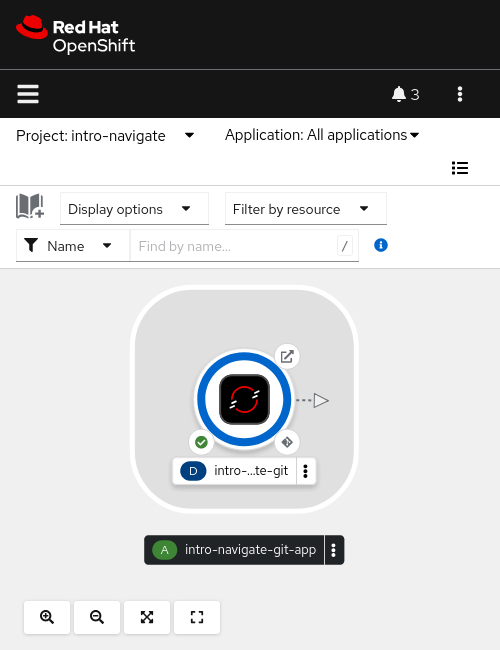 Red Hat
OpenShift
3
Project: intro-navigate
Application: All applications
Display options
Filter by resource
Name
Find by name...
/
D
intro-...te-git
A
intro-navigate-git-app